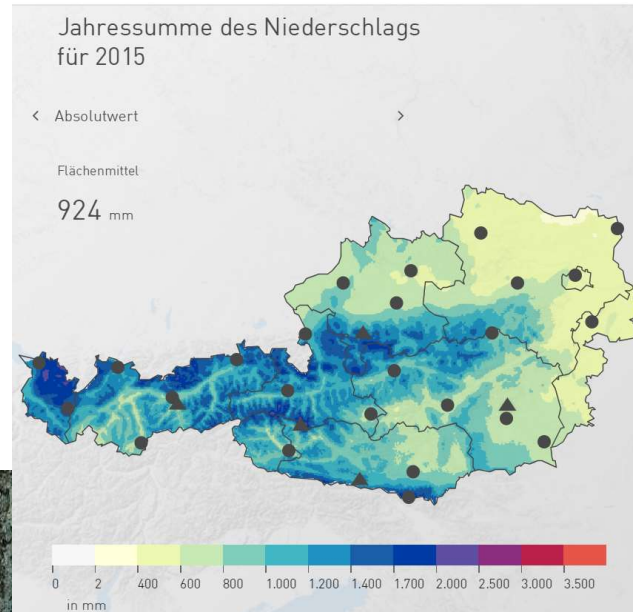 Jahressumme des Niederschlags
für 2015
Absolutwert
Flächenmittel
924 mm
0 2 400 600 800 1.000 1.200 1.400 1.700 2.000 2.500 3.000 3.500
in mm